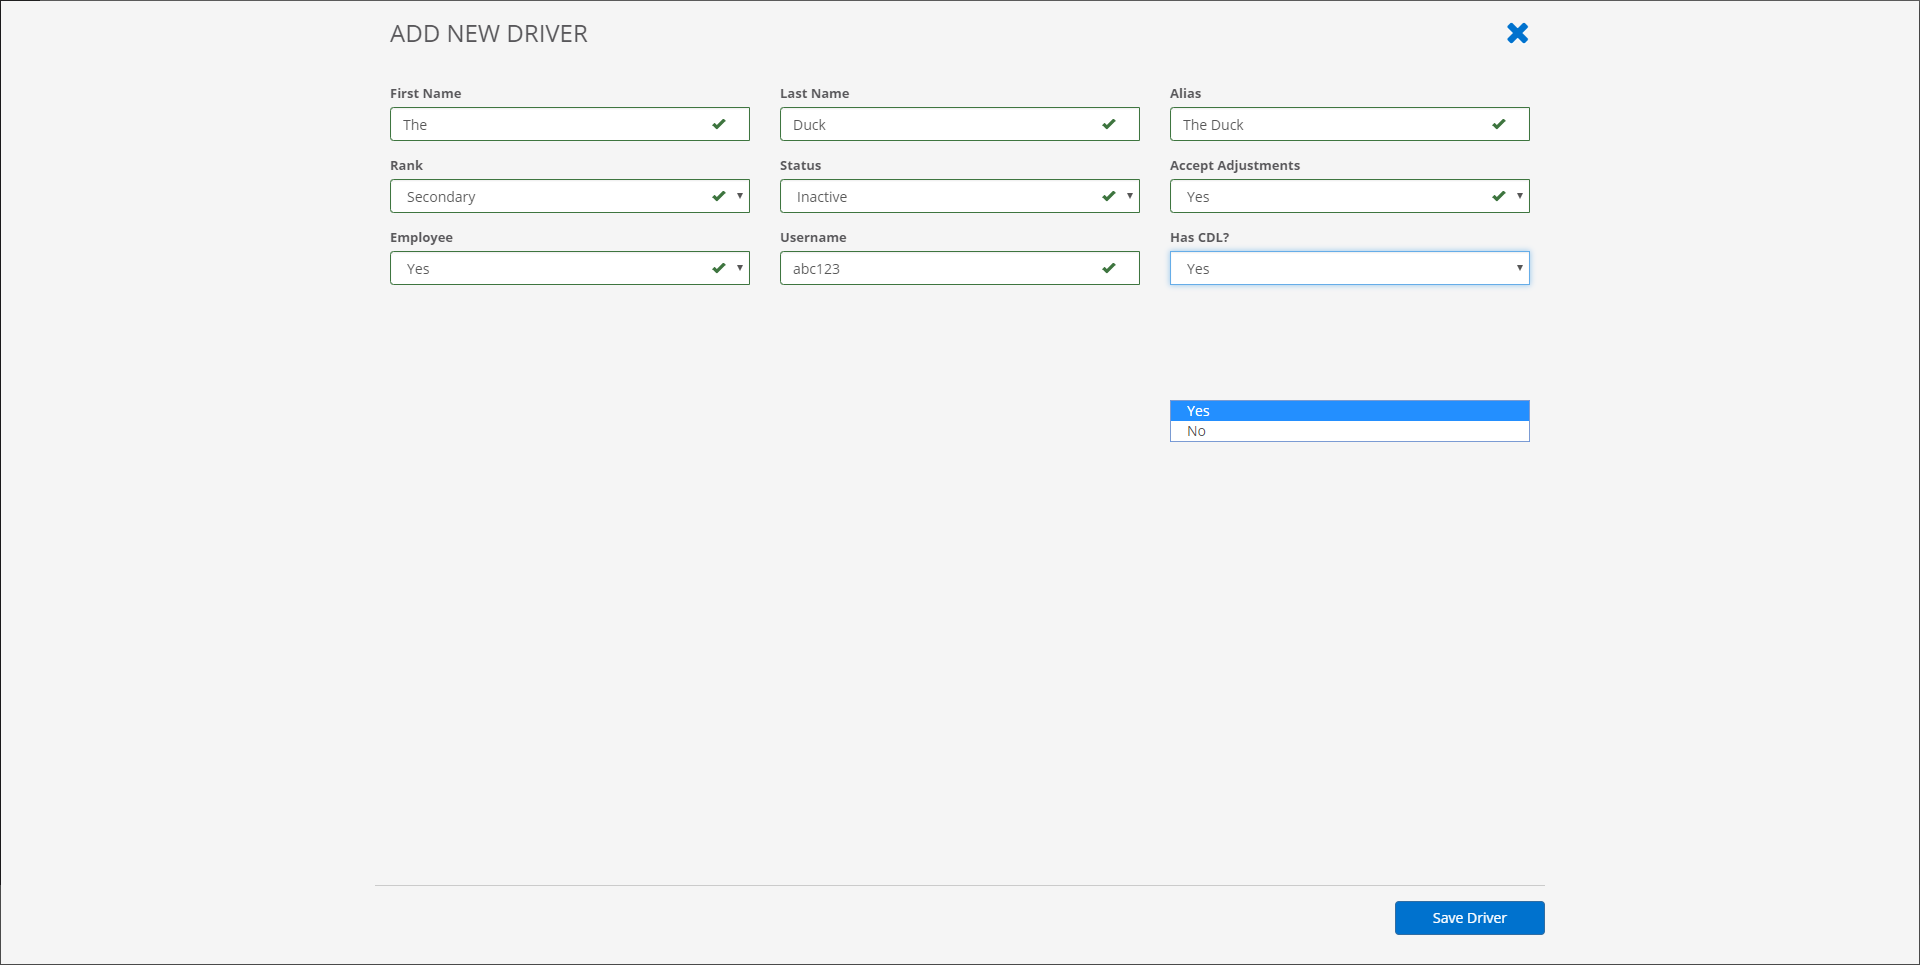 ADD NEW DRIVER
First Name
Last Name
Alias
The
Duck
The Duck
Rank
Status
Accept Adjustments
Secondary
Inactive
Yes
Employee
Username
Has CDL?
Yes
abc123
Yes
Yes
No
Save Driver